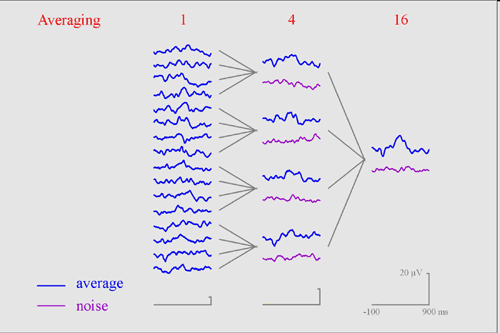 Averaging 1 4 16
20 µV
average
noise
-100 900 ms